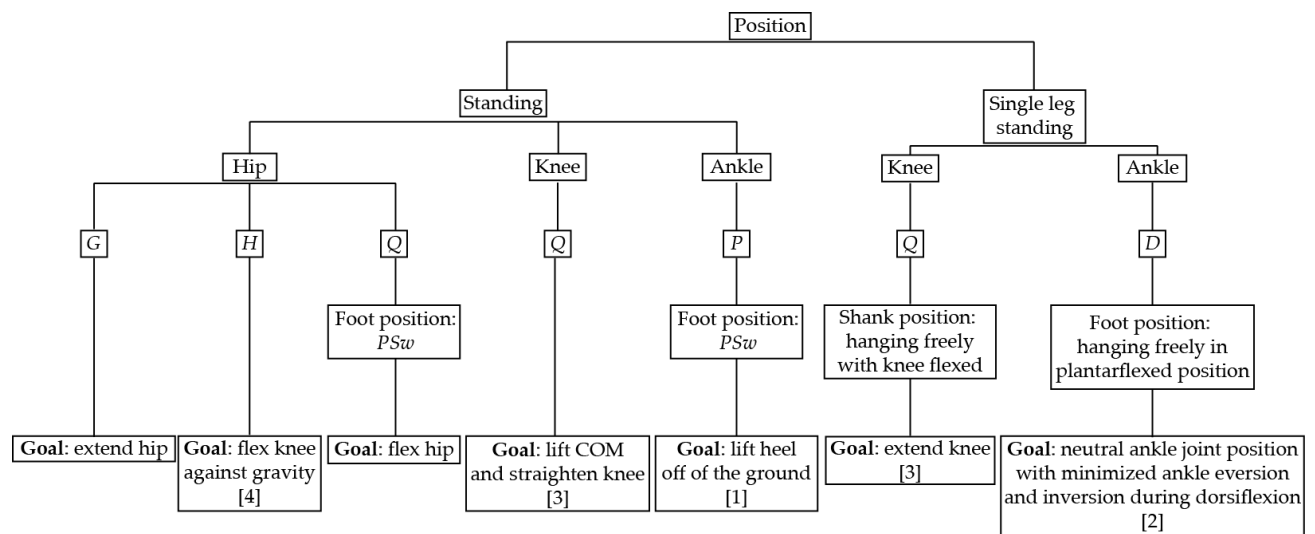 Position
Standing
Single leg
standing
Hip
Knee
Ankle
Knee
Ankle
G
H
Q
Q
P
Q
D
Foot position:
PSw
Foot position:
PSw
Shank position:
hanging freely
with knee flexed
Foot position:
hanging freely in
plantarflexed position
Goal: extend hip
Goal: flex knee
against gravity
[4]
Goal: flex hip
Goal: lift COM
and straighten knee
[3]
Goal: lift heel
off of the ground
[1]
Goal: extend knee
[3]
Goal: neutral ankle joint position
with minimized ankle eversion
and inversion during dorsiflexion
[2]